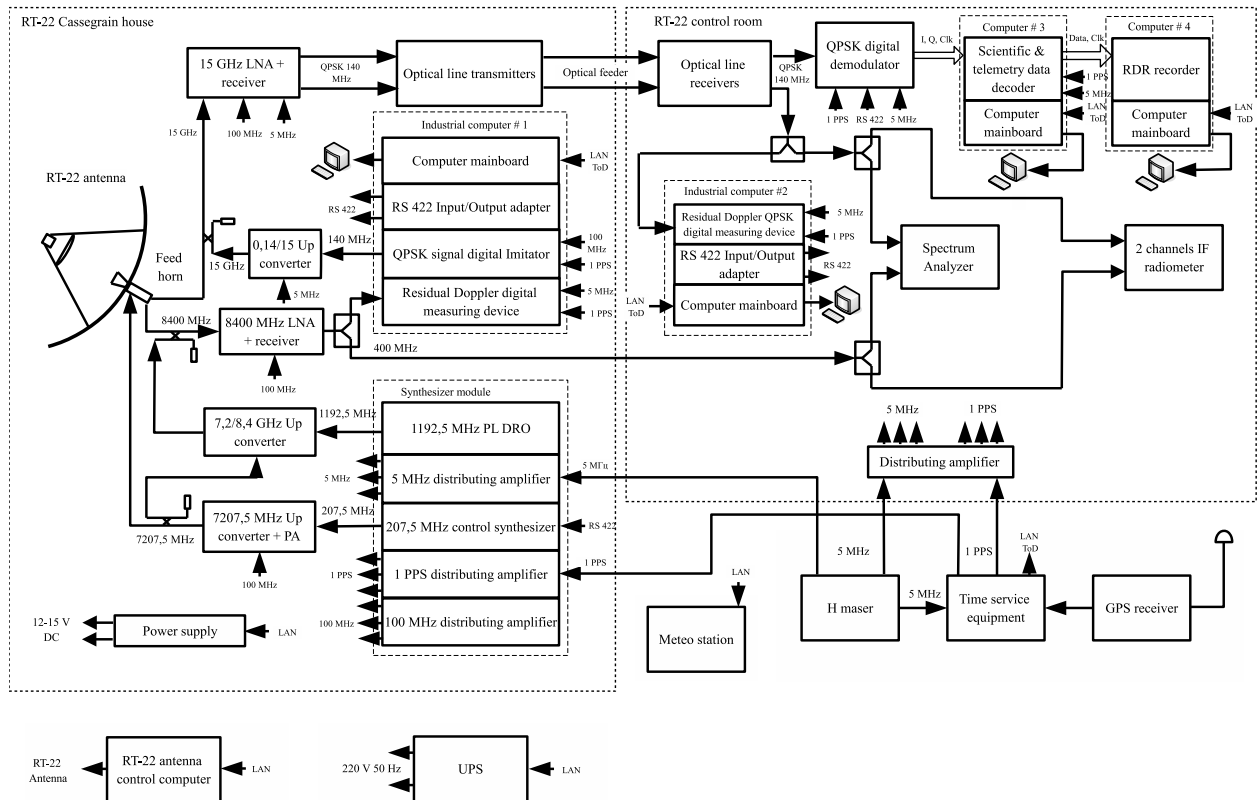 RT-22 Cassegrain house
15 GHz LNA +
receiver
QPSK 140
MHz
Optical line transmitters
Optical feeder
15 GHz
100 MHz
5 MHz
RT-22 antenna
Feed
horn
Industrial computer # 1
Computer mainboard
LAN
ToD
RS 422 Input/Output adapter
RS 422
QPSK signal digital Imitator
100
MHz
1 PPS
140 MHz
0,14/15 Up
converter
15 GHz
5 MHz
Residual Doppler digital
measuring device
5 MHz
1 PPS
8400 MHz
8400 MHz LNA
+ receiver
100 MHz
400 MHz
Synthesizer module
1192,5 MHz PL DRO
1192,5 MHz
7,2/8,4 GHz Up
converter
5 MHz distributing amplifier
5 MHz
5 МГц
207,5 MHz control synthesizer
207,5 MHz
RS 422
7207,5 MHz Up
converter + PA
7207,5 MHz
100 MHz
1 PPS distributing amplifier
1 PPS
1 PPS
100 MHz distributing amplifier
100 MHz
12-15 V
DC
Power supply
LAN
RT-22 control room
Optical line
receivers
QPSK
140 MHz
QPSK digital
demodulator
1 PPS
RS 422
5 MHz
I, Q, Clk
Computer # 3
Scientific &
telemetry data
decoder
1 PPS
5 MHz
LAN
ToD
Computer
mainboard
Data, Clk
Computer # 4
RDR recorder
Computer
mainboard
LAN
ToD
Industrial computer #2
Residual Doppler QPSK
digital measuring device
5 MHz
1 PPS
RS 422 Input/Output
adapter
RS 422
Computer mainboard
LAN
ToD
Spectrum
Analyzer
2 channels IF
radiometer
5 MHz
1 PPS
Distributing amplifier
5 MHz
1 PPS
LAN
ToD
H maser
5 MHz
Time service
equipment
GPS receiver
LAN
Meteo station
RT-22
Antenna
RT-22 antenna
control computer
LAN
220 V 50 Hz
UPS
LAN